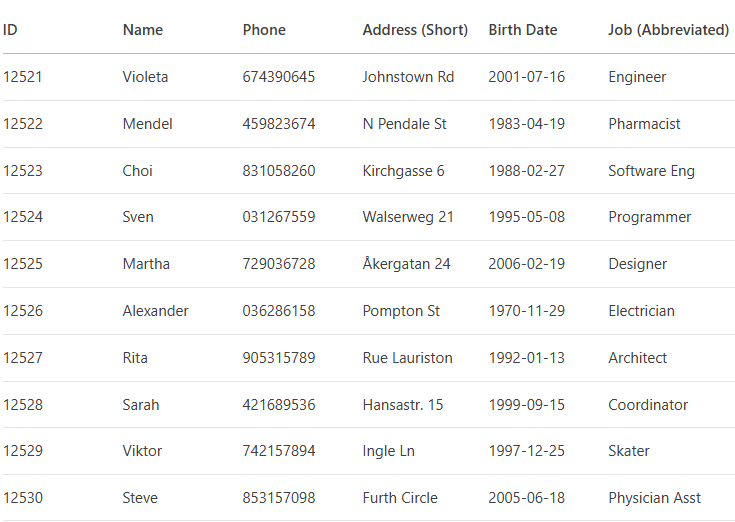 ID Name Phone Address (Short) Birth Date Job (Abbreviated)
12521 Violeta 674390645 Johnstown Rd 2001-07-16 Engineer
12522 Mendel 459823674 N Pendale St 1983-04-19 Pharmacist
12523 Choi 831058260 Kirchgasse 6 1988-02-27 Software Eng
12524 Sven 031267559 Walserweg 21 1995-05-08 Programmer
12525 Martha 729036728 Åkergatan 24 2006-02-19 Designer
12526 Alexander 036286158 Pompton St 1970-11-29 Electrician
12527 Rita 905315789 Rue Lauriston 1992-01-13 Architect
12528 Sarah 421689536 Hansastr. 15 1999-09-15 Coordinator
12529 Viktor 742157894 Ingle Ln 1997-12-25 Skater
12530 Steve 853157098 Furth Circle 2005-06-18 Physician Asst